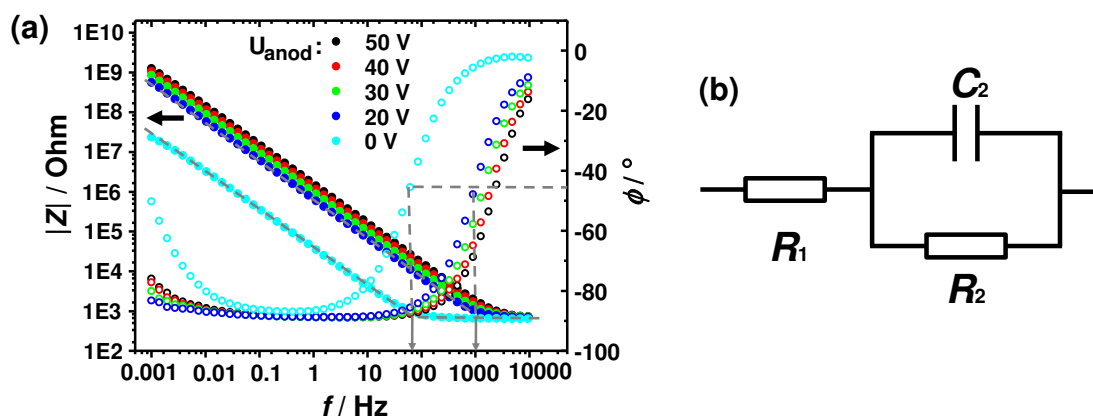 (a)
|Z| / Ohm
1E10
1E9
1E8
1E7
1E6
1E5
1E4
1E3
1E2
U_anod:
50 V
40 V
30 V
20 V
0 V
0
-20
-40
-60
-80
-100
ϕ / °
0.001 0.01 0.1 1 10 100 1000 10000
f / Hz
(b)
C₂
R₁
R₂